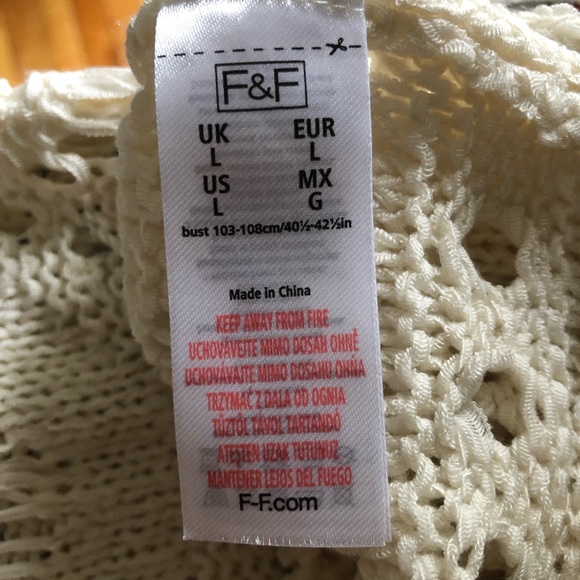 F&F
UK EUR
L L
US MX
L G
bust 103-108cm/40½-42½in
Made in China
KEEP AWAY FROM FIRE
UCHOVÁVEJTE MIMO DOSAH OHNĚ
UCHOVÁVAJTE MIMO DOSAHU OHŇA
TRZYMAĆ Z DALA OD OGNIA
TŰZTŐL TÁVOL TARTANDÓ
ATEŞTEN UZAK TUTUNUZ
MANTENER LEJOS DEL FUEGO
F-F.com